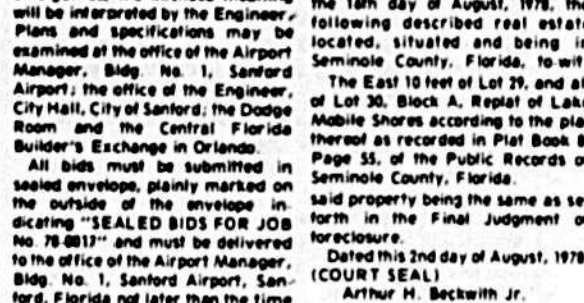 will be interpreted by the Engineer.
Plans and specifications may be
examined at the office of the Airport
Manager, Bldg. No. 1, Sanford
Airport; the office of the Engineer,
City Hall, City of Sanford; the Dodge
Room and the Central Florida
Builder's Exchange in Orlando.
All bids must be submitted in
sealed envelope, plainly marked on
the outside of the envelope in-
dicating "SEALED BIDS FOR JOB
No. 78-0017" and must be delivered
to the office of the Airport Manager,
Bldg. No. 1, Sanford Airport, San-
ford, Florida not later than the time
the 18th day of August, 1978, the
following described real estat
located, situated and being i
Seminole County, Florida, to-wit
The East 10 feet of Lot 29, and al
of Lot 30, Block A, Replat of Lake
Mobile Shores according to the pla
thereof as recorded in Plat Book 8
Page 55, of the Public Records o
Seminole County, Florida.
said property being the same as se
forth in the Final Judgment o
foreclosure.
Dated this 2nd day of August, 1978
(COURT SEAL)
Arthur H. Beckwith Jr.